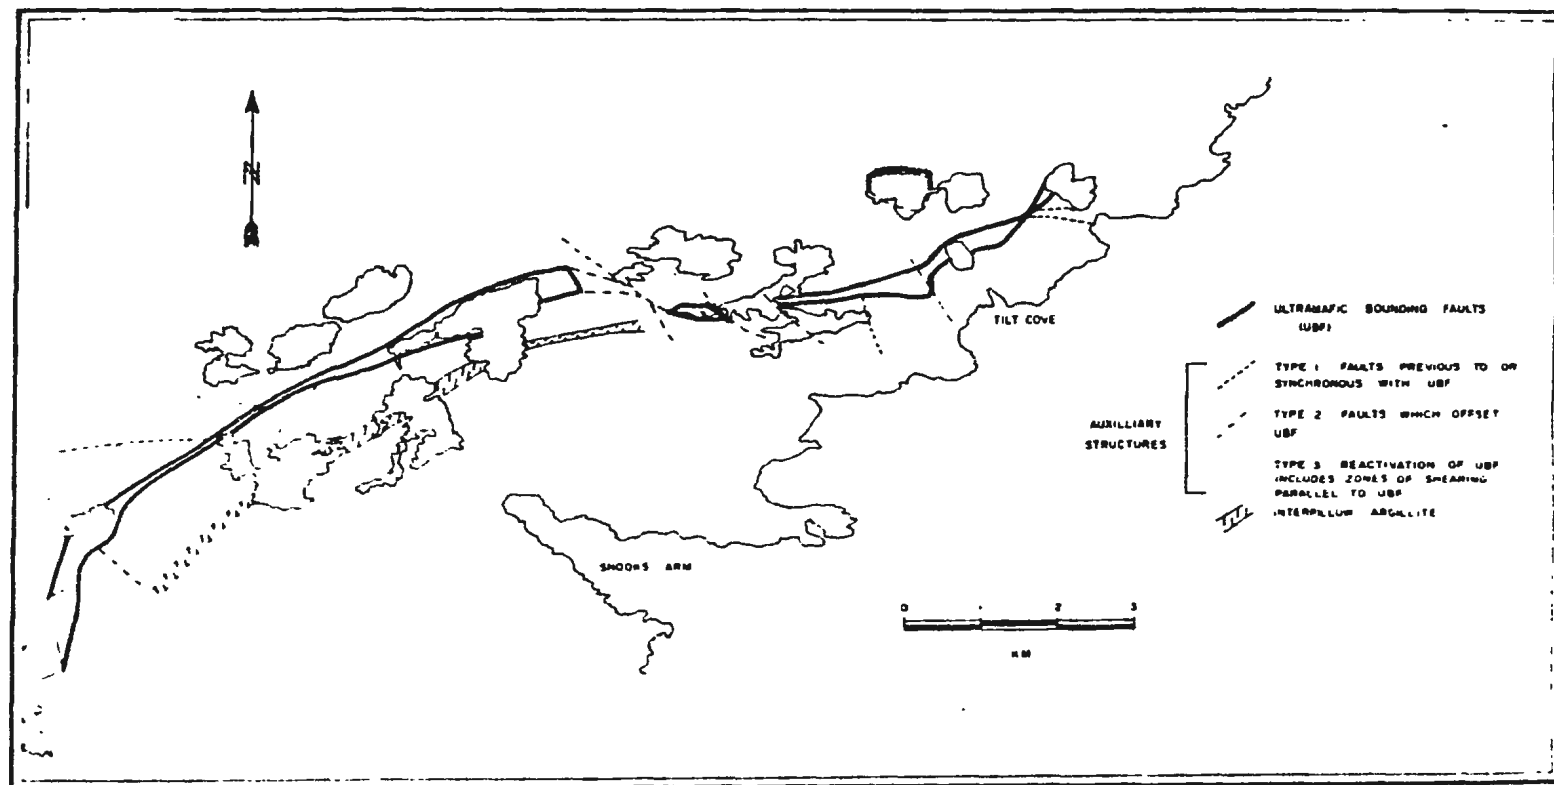 N
TILT COVE
SNOOKS ARM
0 1 2 3
KM
ULTRAMAFIC BOUNDING FAULTS
(UBF)
AUXILLIARY
STRUCTURES
TYPE 1 FAULTS PREVIOUS TO OR
SYNCHRONOUS WITH UBF
TYPE 2 FAULTS WHICH OFFSET
UBF
TYPE 3 REACTIVATION OF UBF
INCLUDES ZONES OF SHEARING
PARALLEL TO UBF
INTERPILLOW ARGILLITE